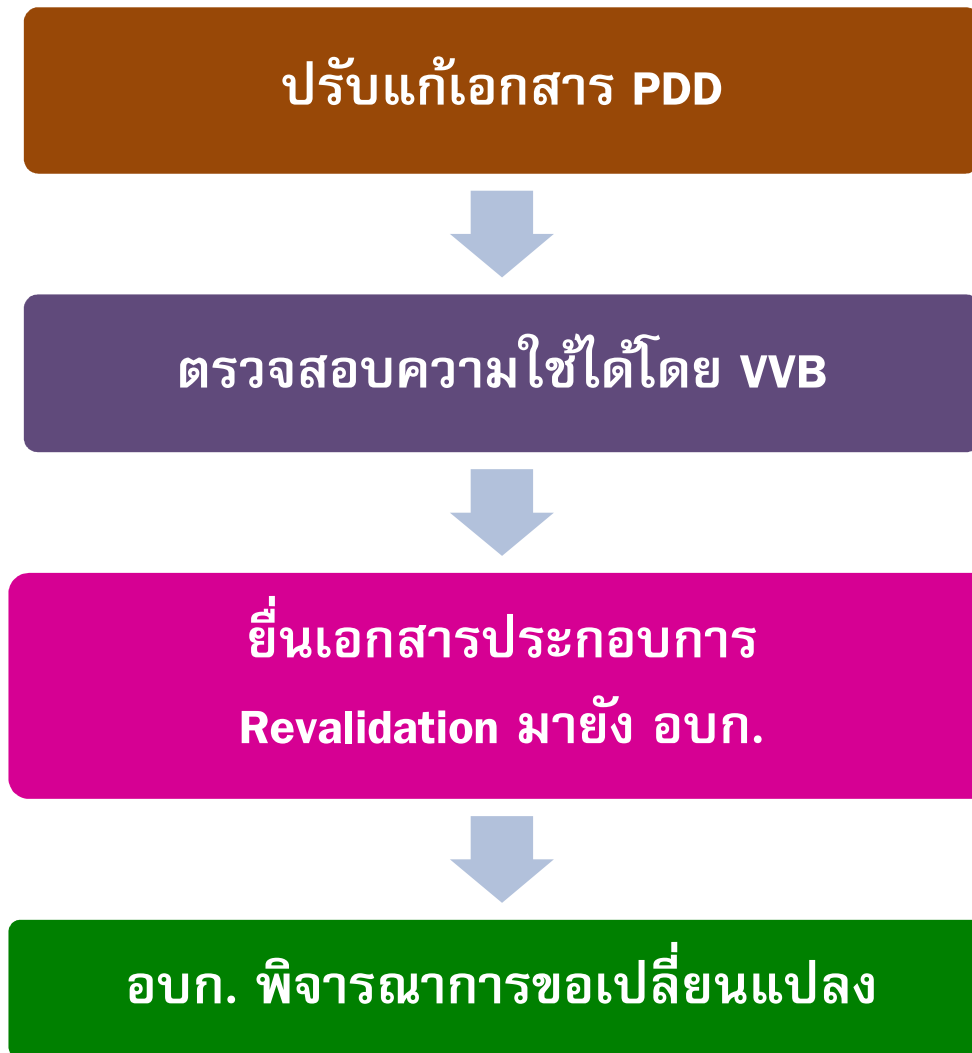 ปรับแก้เอกสาร PDD
ตรวจสอบความใช้ได้โดย VVB
ยื่นเอกสารประกอบการ
Revalidation มายัง อบก.
อบก. พิจารณาการขอเปลี่ยนแปลง